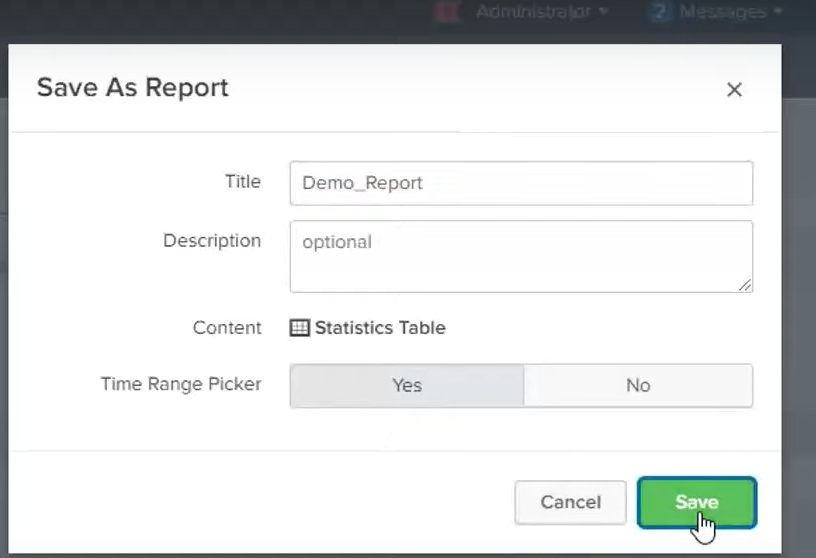 Administrator 2 Messages
Save As Report
Title Demo_Report
Description optional
Content Statistics Table
Time Range Picker Yes No
Cancel Save